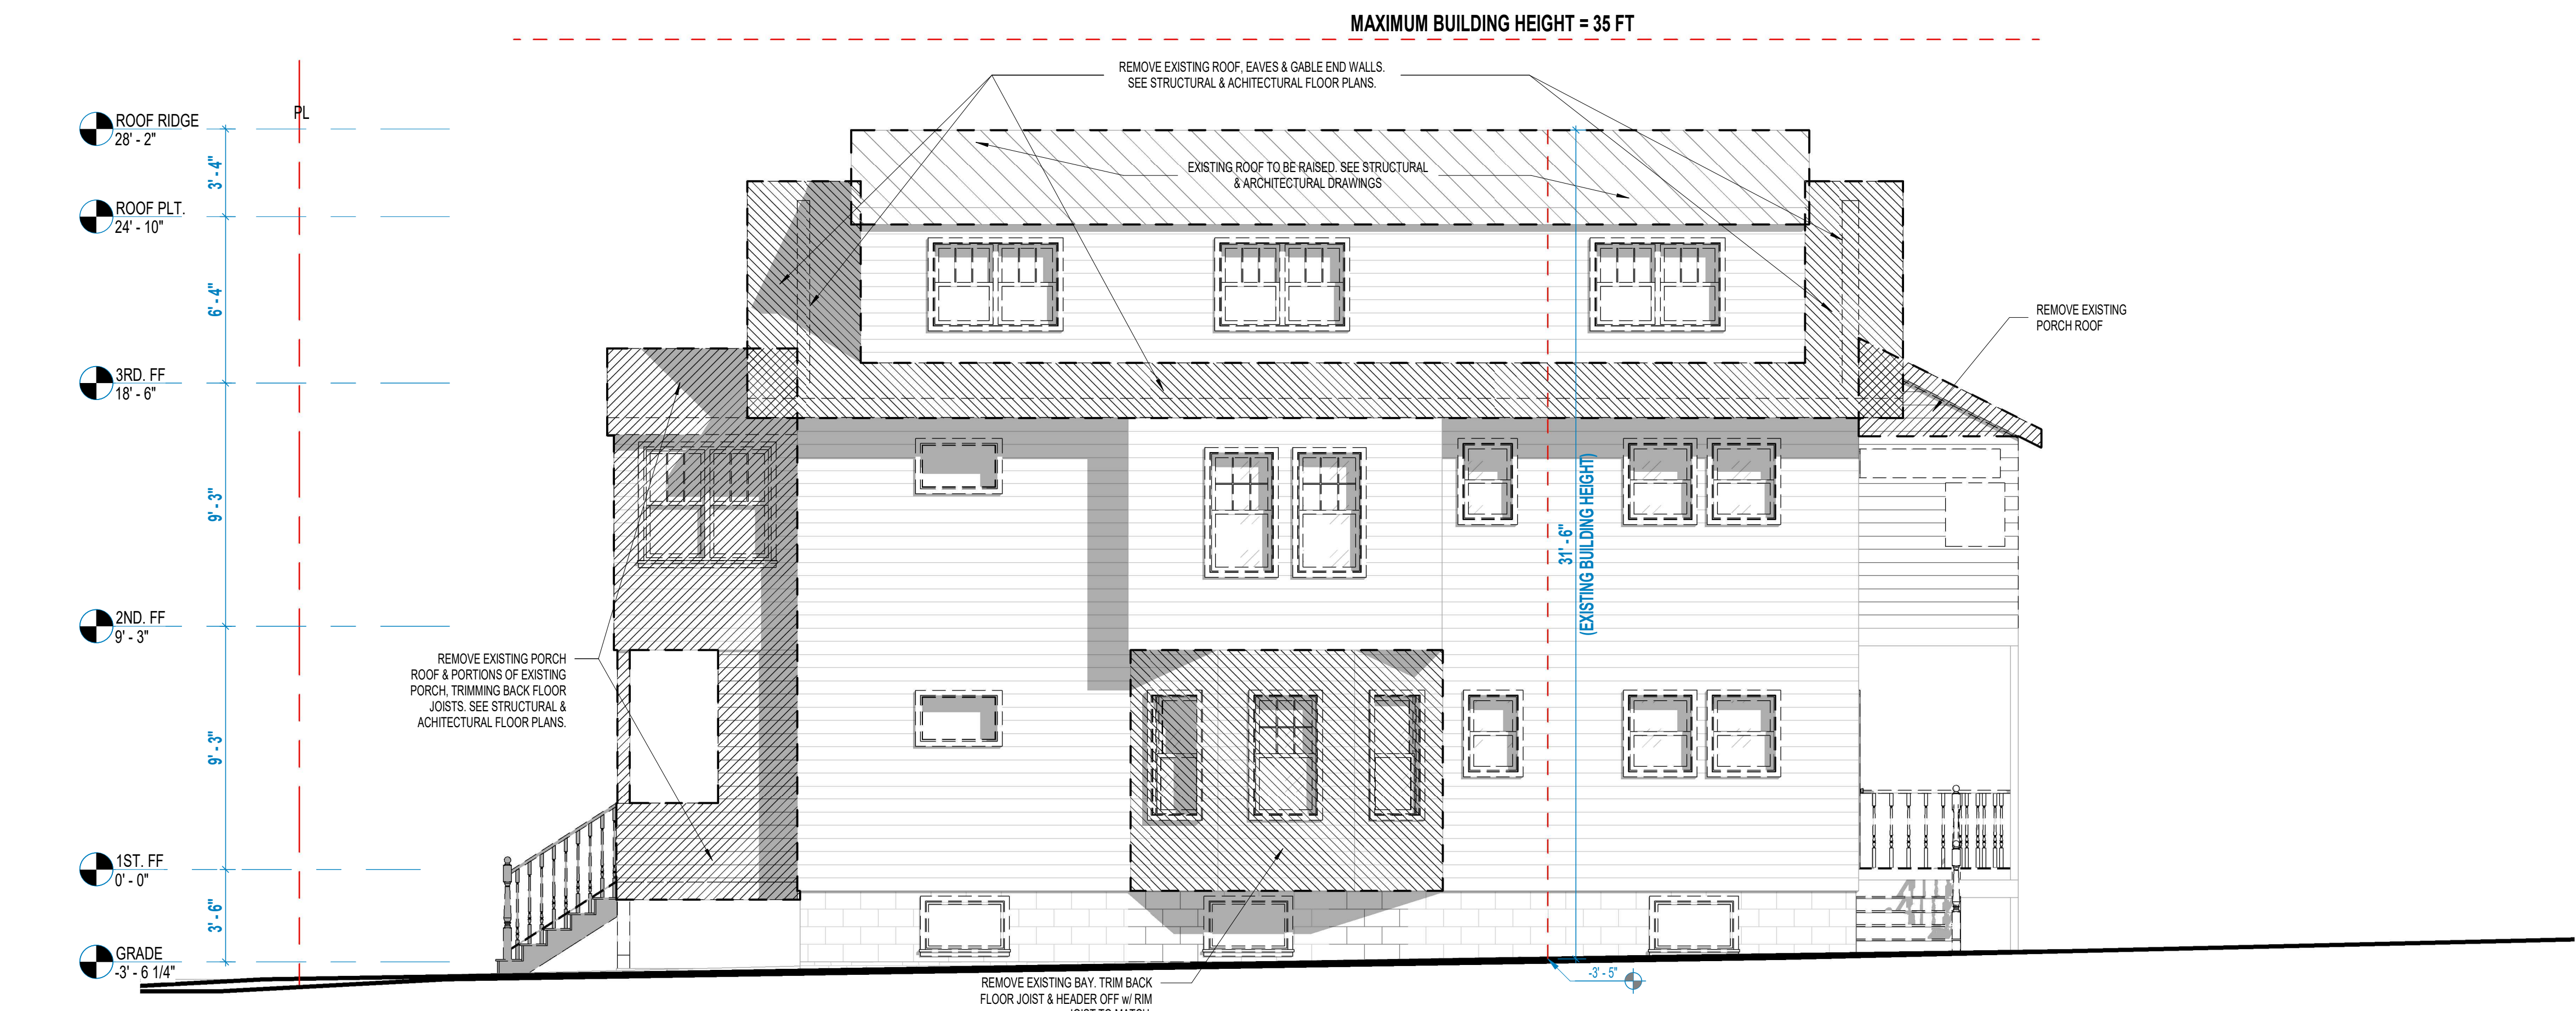 MAXIMUM BUILDING HEIGHT = 35 FT
REMOVE EXISTING ROOF, EAVES & GABLE END WALLS.
SEE STRUCTURAL & ACHITECTURAL FLOOR PLANS.
PL
ROOF RIDGE
28' - 2"
3' - 4"
EXISTING ROOF TO BE RAISED. SEE STRUCTURAL
& ARCHITECTURAL DRAWINGS
ROOF PLT.
24' - 10"
6' - 4"
REMOVE EXISTING
PORCH ROOF
3RD. FF
18' - 6"
9' - 3"
31' - 6"
(EXISTING BUILDING HEIGHT)
2ND. FF
9' - 3"
REMOVE EXISTING PORCH
ROOF & PORTIONS OF EXISTING
PORCH, TRIMMING BACK FLOOR
JOISTS. SEE STRUCTURAL &
ACHITECTURAL FLOOR PLANS.
9' - 3"
1ST. FF
0' - 0"
3' - 6"
GRADE
-3' - 6 1/4"
-3' - 5"
REMOVE EXISTING BAY. TRIM BACK
FLOOR JOIST & HEADER OFF w/ RIM
JOIST TO MATCH.